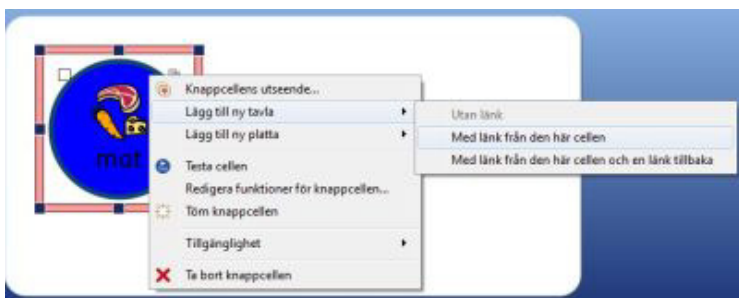 mat
Knappcellens utseende...
Lägg till ny tavla
Lägg till ny platta
Testa cellen
Redigera funktioner för knappcellen...
Töm knappcellen
Tillgänglighet
Ta bort knappcellen
Utan länk
Med länk från den här cellen
Med länk från den här cellen och en länk tillbaka